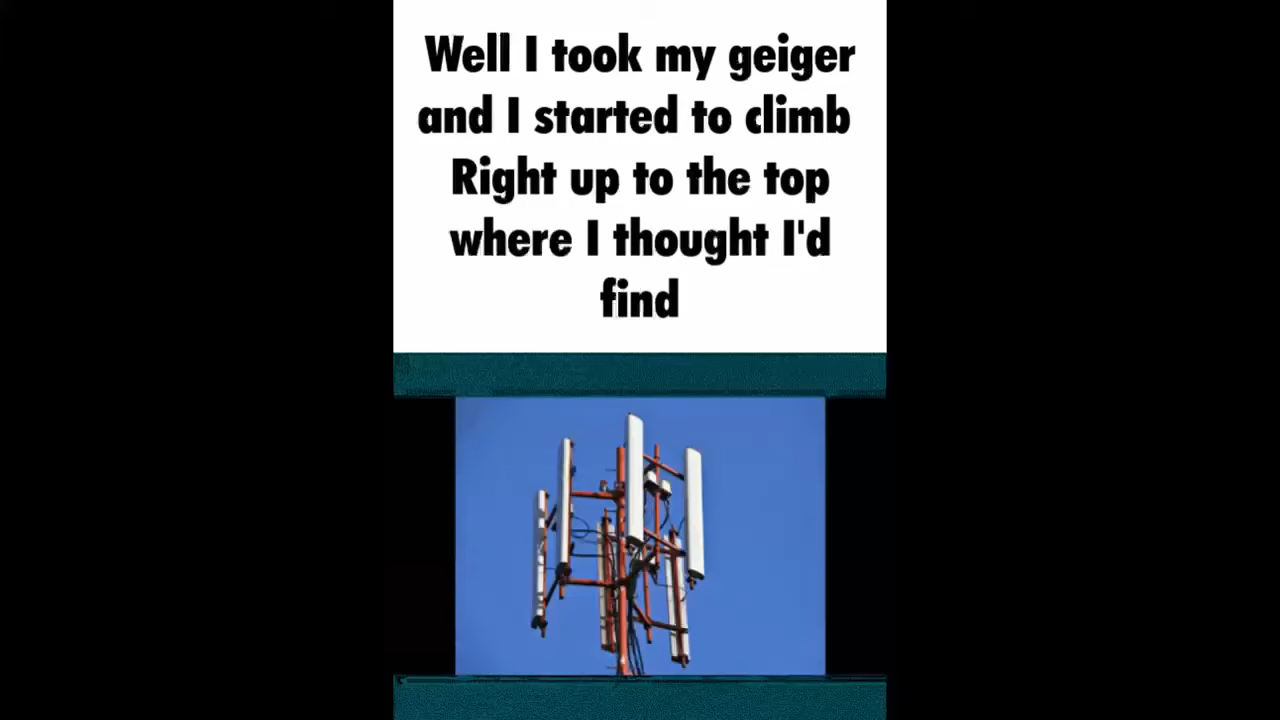 Well I took my geiger
and I started to climb
Right up to the top
where I thought I'd
find